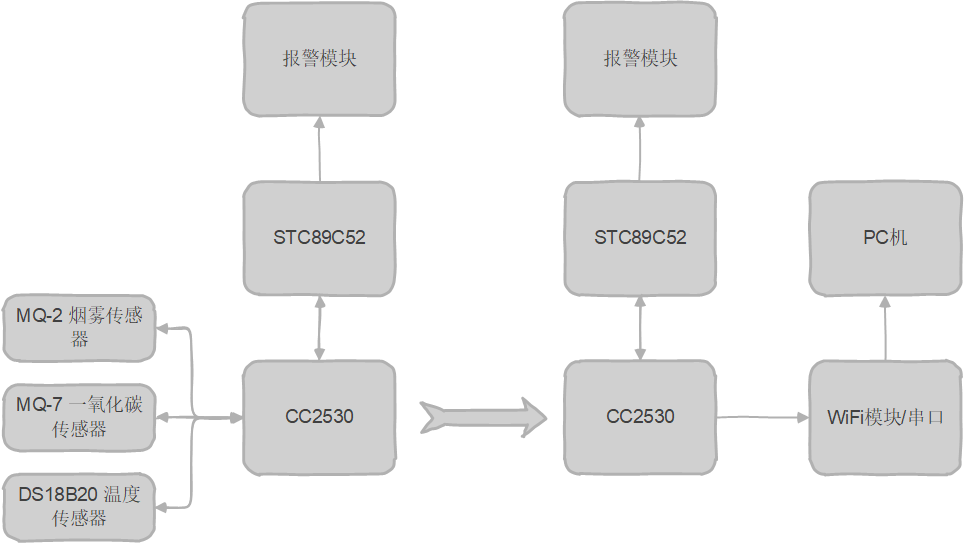 报警模块
报警模块
STC89C52
STC89C52
PC机
MQ-2 烟雾传感
器
MQ-7 一氧化碳
传感器
DS18B20 温度
传感器
CC2530
CC2530
WiFi模块/串口